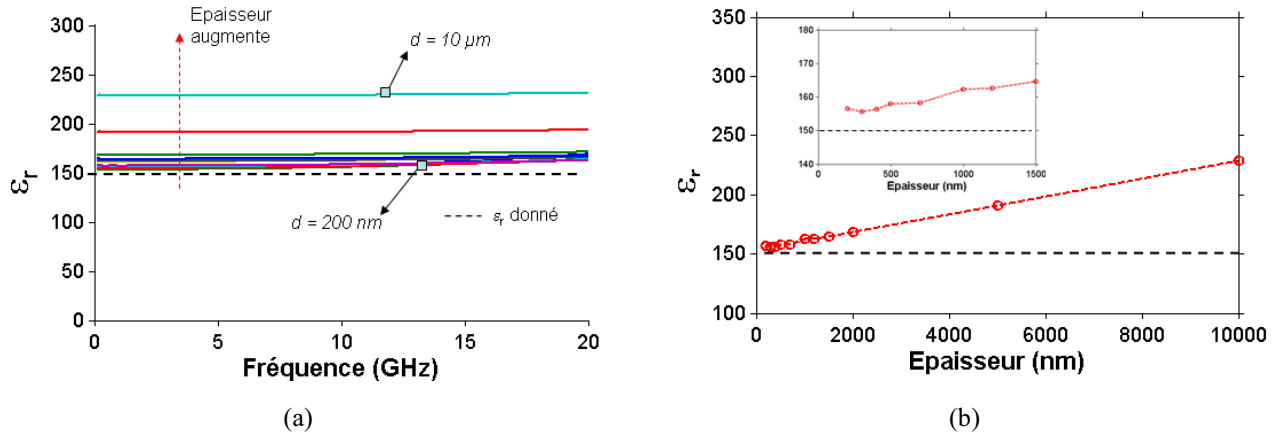 300
250
200
150
100
50
0
εr
Epaisseur
augmente
d = 10 µm
d = 200 nm
εr donné
0 5 10 15 20
Fréquence (GHz)
(a)
350
300
250
200
150
100
εr
180
170
160
150
140
0 500 1000 1500
Epaisseur (nm)
0 2000 4000 6000 8000 10000
Epaisseur (nm)
(b)